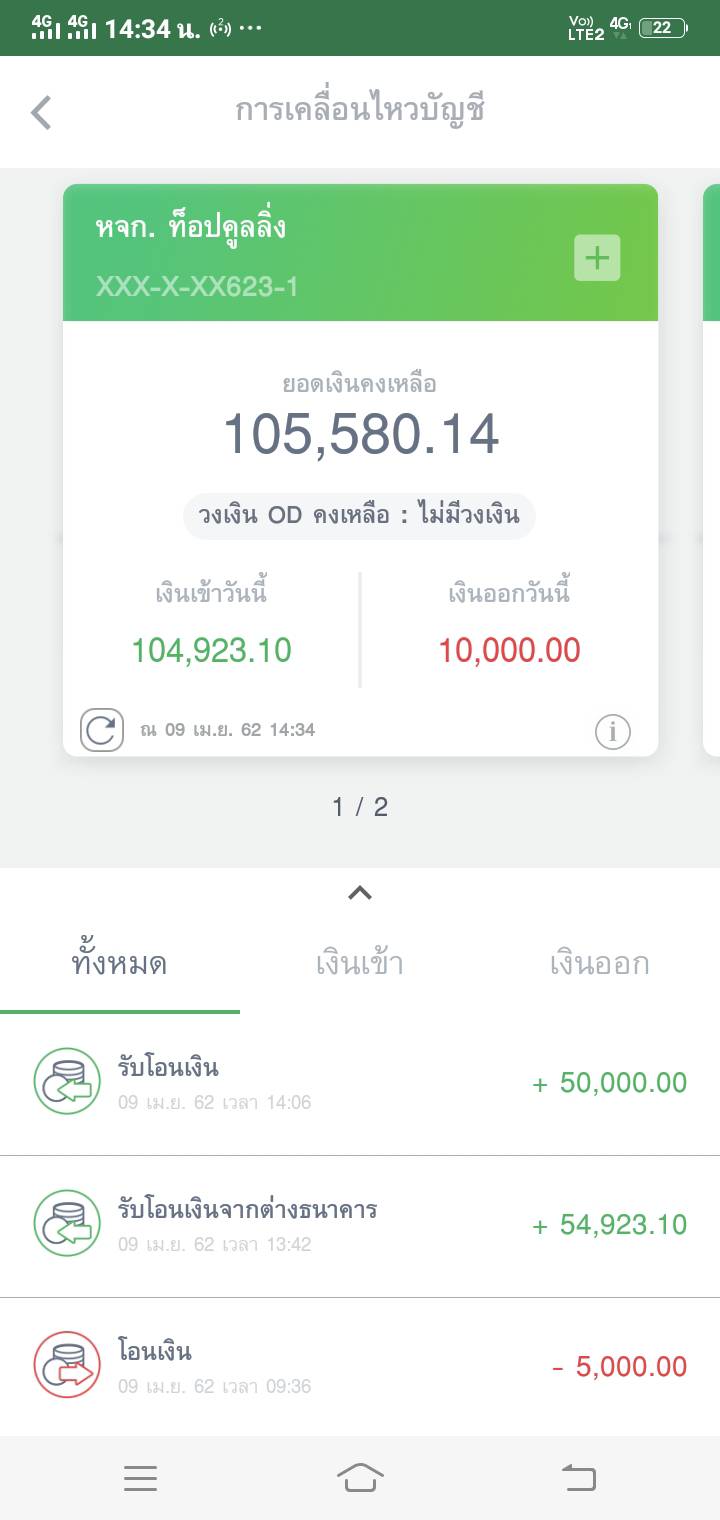 4G 4G 14:34 น. ...
Vo)) LTE2 4G 22
การเคลื่อนไหวบัญชี
หจก. ท็อปคูลลิ่ง
XXX-X-XX623-1
ยอดเงินคงเหลือ
105,580.14
วงเงิน OD คงเหลือ : ไม่มีวงเงิน
เงินเข้าวันนี้ เงินออกวันนี้
104,923.10 10,000.00
ณ 09 เม.ย. 62 14:34
1 / 2
ทั้งหมด เงินเข้า เงินออก
รับโอนเงิน + 50,000.00
09 เม.ย. 62 เวลา 14:06
รับโอนเงินจากต่างธนาคาร + 54,923.10
09 เม.ย. 62 เวลา 13:42
โอนเงิน - 5,000.00
09 เม.ย. 62 เวลา 09:36